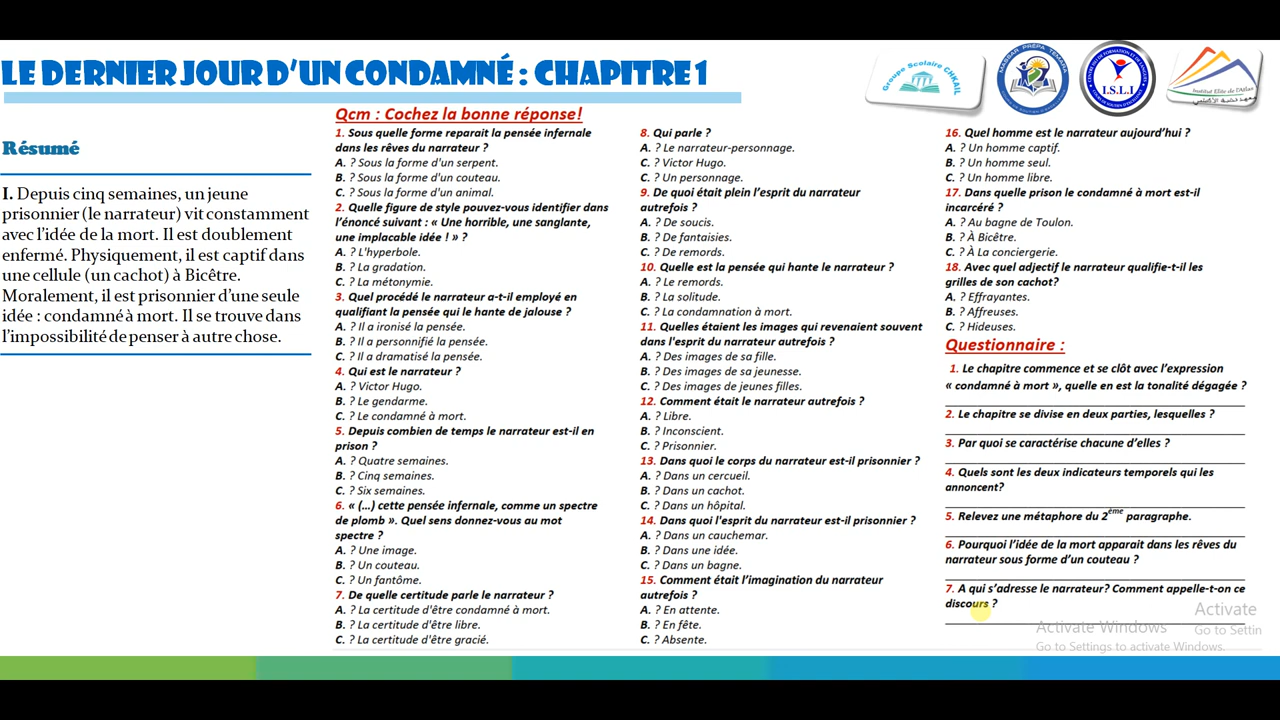 LE DERNIER JOUR D'UN CONDAMNÉ : CHAPITRE 1
Groupe Scolaire CHKAIL
MASMAR PRÉPA TEMARA
I.S.L.I
Institut Elite de l'Atlas
Résumé
I. Depuis cinq semaines, un jeune
prisonnier (le narrateur) vit constamment
avec l'idée de la mort. Il est doublement
enfermé. Physiquement, il est captif dans
une cellule (un cachot) à Bicêtre.
Moralement, il est prisonnier d'une seule
idée : condamné à mort. Il se trouve dans
l'impossibilité de penser à autre chose.
Qcm : Cochez la bonne réponse!
1. Sous quelle forme reparait la pensée infernale
dans les rêves du narrateur ?
A. ? Sous la forme d'un serpent.
B. ? Sous la forme d'un couteau.
C. ? Sous la forme d'un animal.
2. Quelle figure de style pouvez-vous identifier dans
l'énoncé suivant : « Une horrible, une sanglante,
une implacable idée ! » ?
A. ? L'hyperbole.
B. ? La gradation.
C. ? La métonymie.
3. Quel procédé le narrateur a-t-il employé en
qualifiant la pensée qui le hante de jalouse ?
A. ? Il a ironisé la pensée.
B. ? Il a personnifié la pensée.
C. ? Il a dramatisé la pensée.
4. Qui est le narrateur ?
A. ? Victor Hugo.
B. ? Le gendarme.
C. ? Le condamné à mort.
5. Depuis combien de temps le narrateur est-il en
prison ?
A. ? Quatre semaines.
B. ? Cinq semaines.
C. ? Six semaines.
6. « (...) cette pensée infernale, comme un spectre
de plomb ». Quel sens donnez-vous au mot
spectre ?
A. ? Une image.
B. ? Un couteau.
C. ? Un fantôme.
7. De quelle certitude parle le narrateur ?
A. ? La certitude d'être condamné à mort.
B. ? La certitude d'être libre.
C. ? La certitude d'être gracié.
8. Qui parle ?
A. ? Le narrateur-personnage.
C. ? Victor Hugo.
C. ? Un personnage.
9. De quoi était plein l'esprit du narrateur
autrefois ?
A. ? De soucis.
B. ? De fantaisies.
C. ? De remords.
10. Quelle est la pensée qui hante le narrateur ?
A. ? Le remords.
B. ? La solitude.
C. ? La condamnation à mort.
11. Quelles étaient les images qui revenaient souvent
dans l'esprit du narrateur autrefois ?
A. ? Des images de sa fille.
B. ? Des images de sa jeunesse.
C. ? Des images de jeunes filles.
12. Comment était le narrateur autrefois ?
A. ? Libre.
B. ? Inconscient.
C. ? Prisonnier.
13. Dans quoi le corps du narrateur est-il prisonnier ?
A. ? Dans un cercueil.
B. ? Dans un cachot.
C. ? Dans un hôpital.
14. Dans quoi l'esprit du narrateur est-il prisonnier ?
A. ? Dans un cauchemar.
B. ? Dans une idée.
C. ? Dans un bagne.
15. Comment était l'imagination du narrateur
autrefois ?
A. ? En attente.
B. ? En fête.
C. ? Absente.
16. Quel homme est le narrateur aujourd'hui ?
A. ? Un homme captif.
B. ? Un homme seul.
C. ? Un homme libre.
17. Dans quelle prison le condamné à mort est-il
incarcéré ?
A. ? Au bagne de Toulon.
B. ? À Bicêtre.
C. ? À La conciergerie.
18. Avec quel adjectif le narrateur qualifie-t-il les
grilles de son cachot?
A. ? Effrayantes.
B. ? Affreuses.
C. ? Hideuses.
Questionnaire :
1. Le chapitre commence et se clôt avec l'expression
« condamné à mort », quelle en est la tonalité dégagée ?
2. Le chapitre se divise en deux parties, lesquelles ?
3. Par quoi se caractérise chacune d'elles ?
4. Quels sont les deux indicateurs temporels qui les
annoncent?
5. Relevez une métaphore du 2ème paragraphe.
6. Pourquoi l'idée de la mort apparait dans les rêves du
narrateur sous forme d'un couteau ?
7. A qui s'adresse le narrateur? Comment appelle-t-on ce
discours ?
Activate
Go to Settin
Activate Windows
Go to Settings to activate Windows.